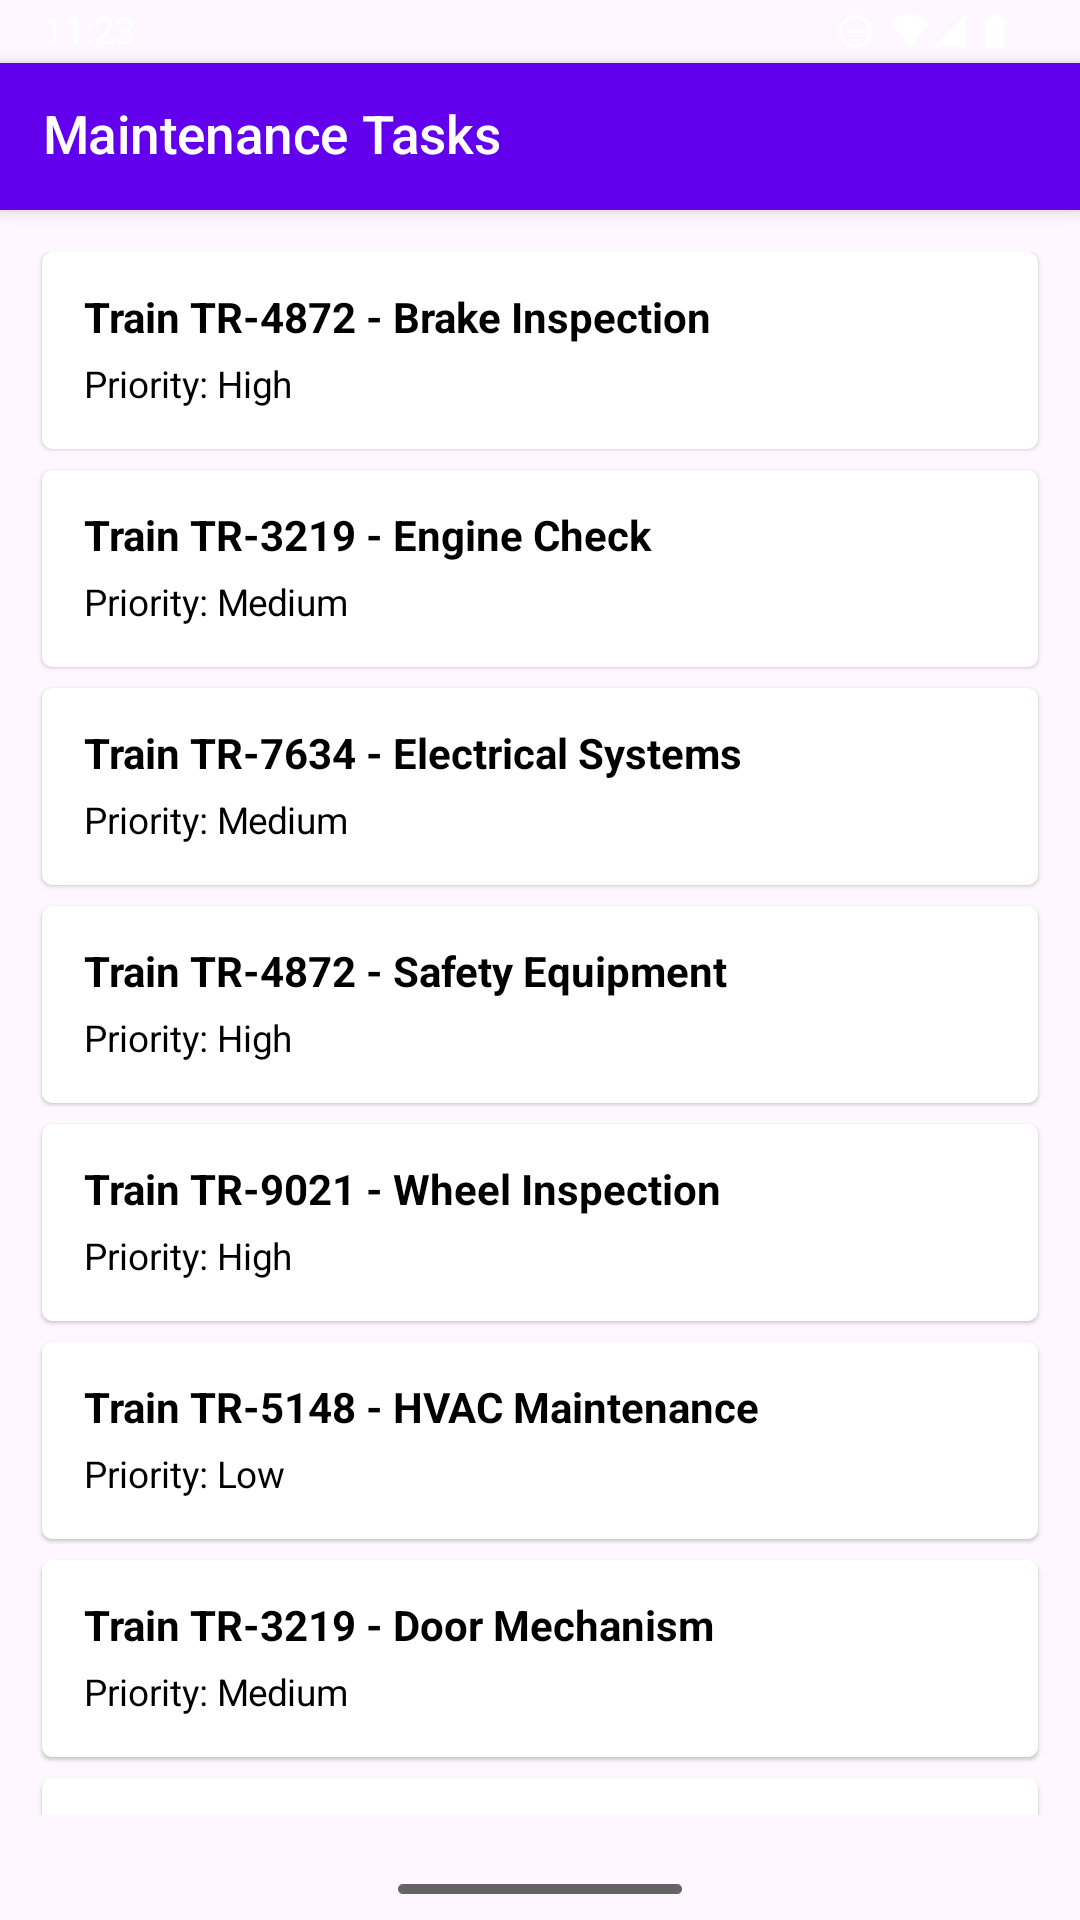 11:23
Maintenance Tasks
Train TR-4872 - Brake Inspection
Priority: High
Train TR-3219 - Engine Check
Priority: Medium
Train TR-7634 - Electrical Systems
Priority: Medium
Train TR-4872 - Safety Equipment
Priority: High
Train TR-9021 - Wheel Inspection
Priority: High
Train TR-5148 - HVAC Maintenance
Priority: Low
Train TR-3219 - Door Mechanism
Priority: Medium